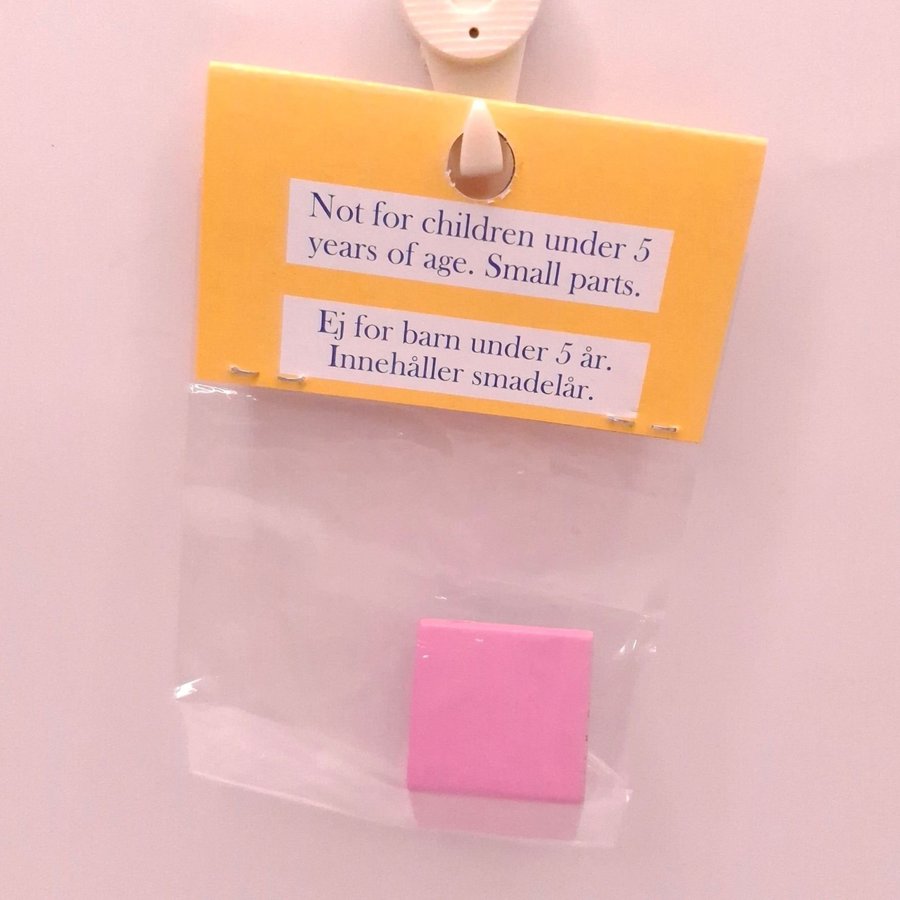 Not for children under 5
years of age. Small parts.
Ej for barn under 5 år.
Innehåller smadelår.